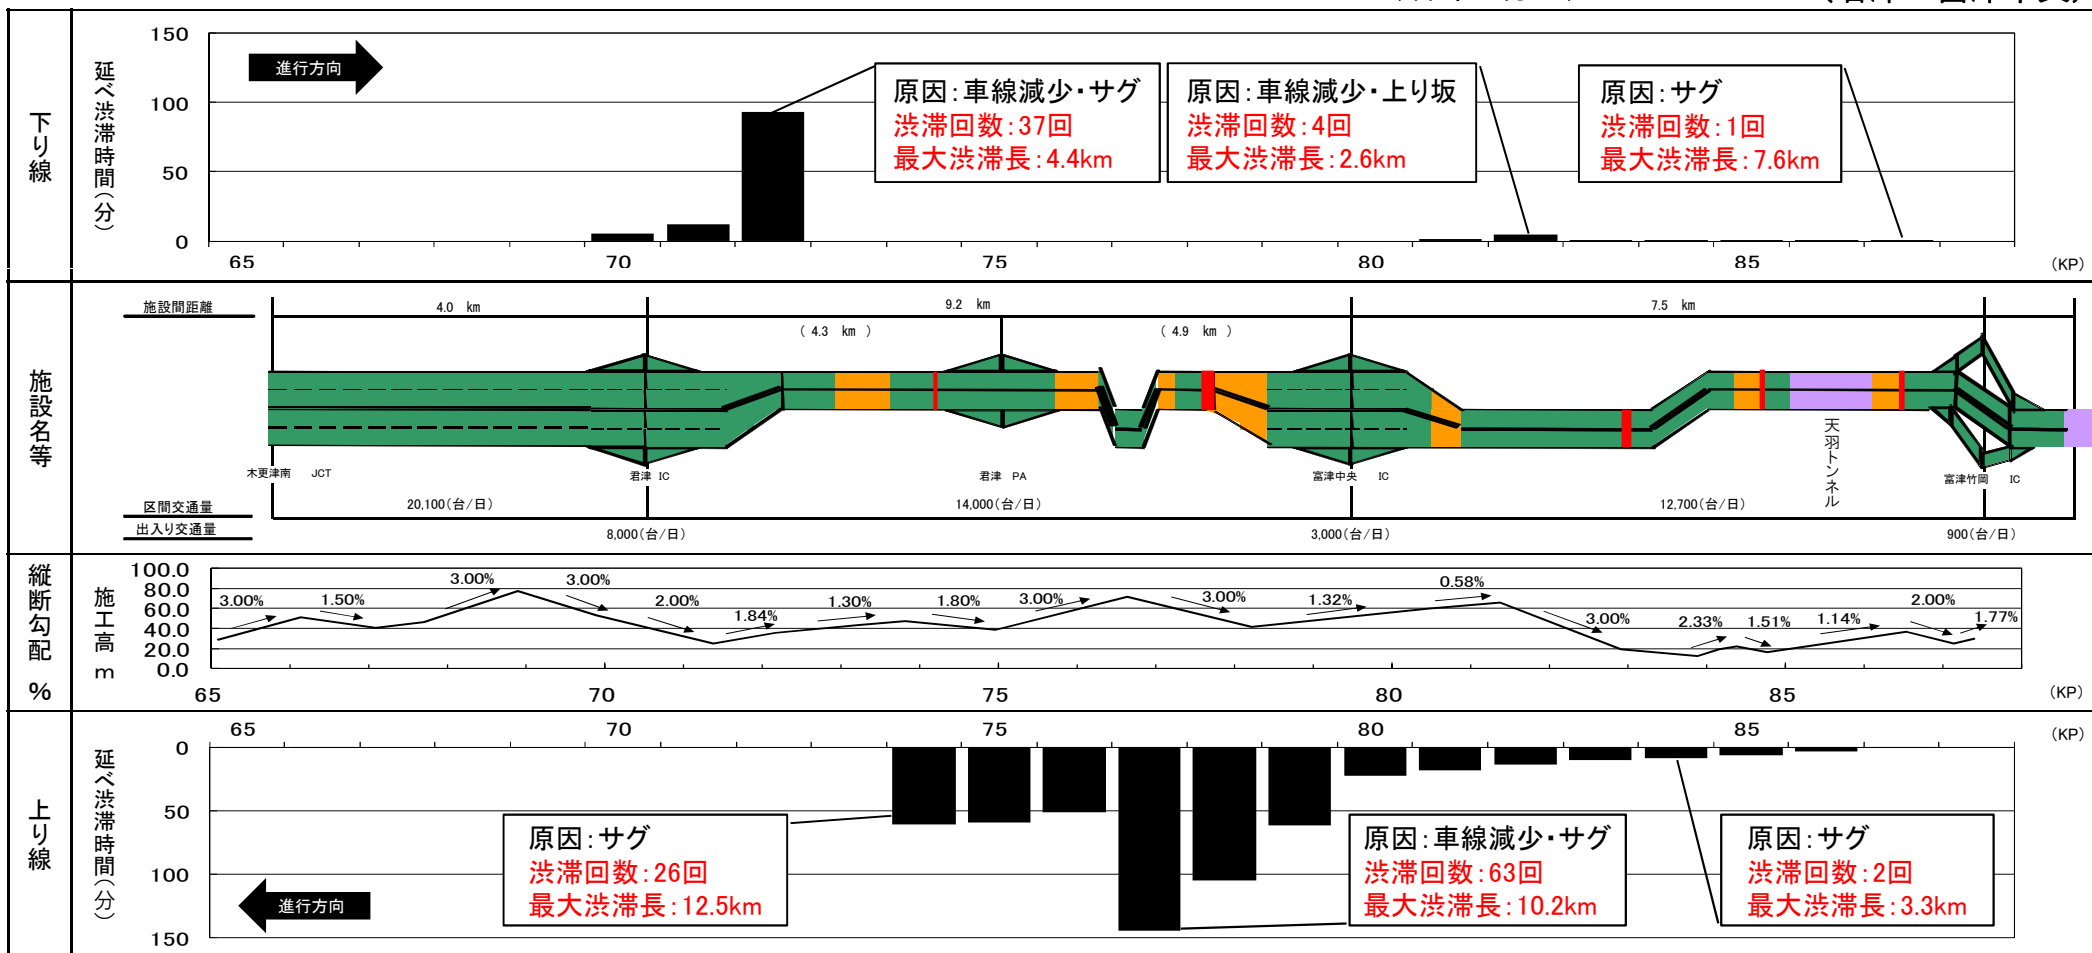 下り線
延べ渋滞時間(分)
150
100
50
0
進行方向
原因:車線減少・サグ
渋滞回数:37回
最大渋滞長:4.4km
原因:車線減少・上り坂
渋滞回数:4回
最大渋滞長:2.6km
原因:サグ
渋滞回数:1回
最大渋滞長:7.6km
65 70 75 80 85 (KP)
施設名等
施設間距離
4.0 km
9.2 km
7.5 km
( 4.3 km )
( 4.9 km )
木更津南 JCT
君津 IC
君津 PA
富津中央 IC
天羽トンネル
富津竹岡 IC
区間交通量
20,100(台/日)
14,000(台/日)
12,700(台/日)
出入り交通量
8,000(台/日)
3,000(台/日)
900(台/日)
縦断勾配 %
施工高 m
100.0
80.0
60.0
40.0
20.0
0.0
3.00%
1.50%
3.00%
3.00%
2.00%
1.84%
1.30%
1.80%
3.00%
3.00%
1.32%
0.58%
3.00%
2.33%
1.51%
1.14%
2.00%
1.77%
65 70 75 80 85 (KP)
上り線
延べ渋滞時間(分)
65 70 75 80 85 (KP)
0
50
100
150
進行方向
原因:サグ
渋滞回数:26回
最大渋滞長:12.5km
原因:車線減少・サグ
渋滞回数:63回
最大渋滞長:10.2km
原因:サグ
渋滞回数:2回
最大渋滞長:3.3km